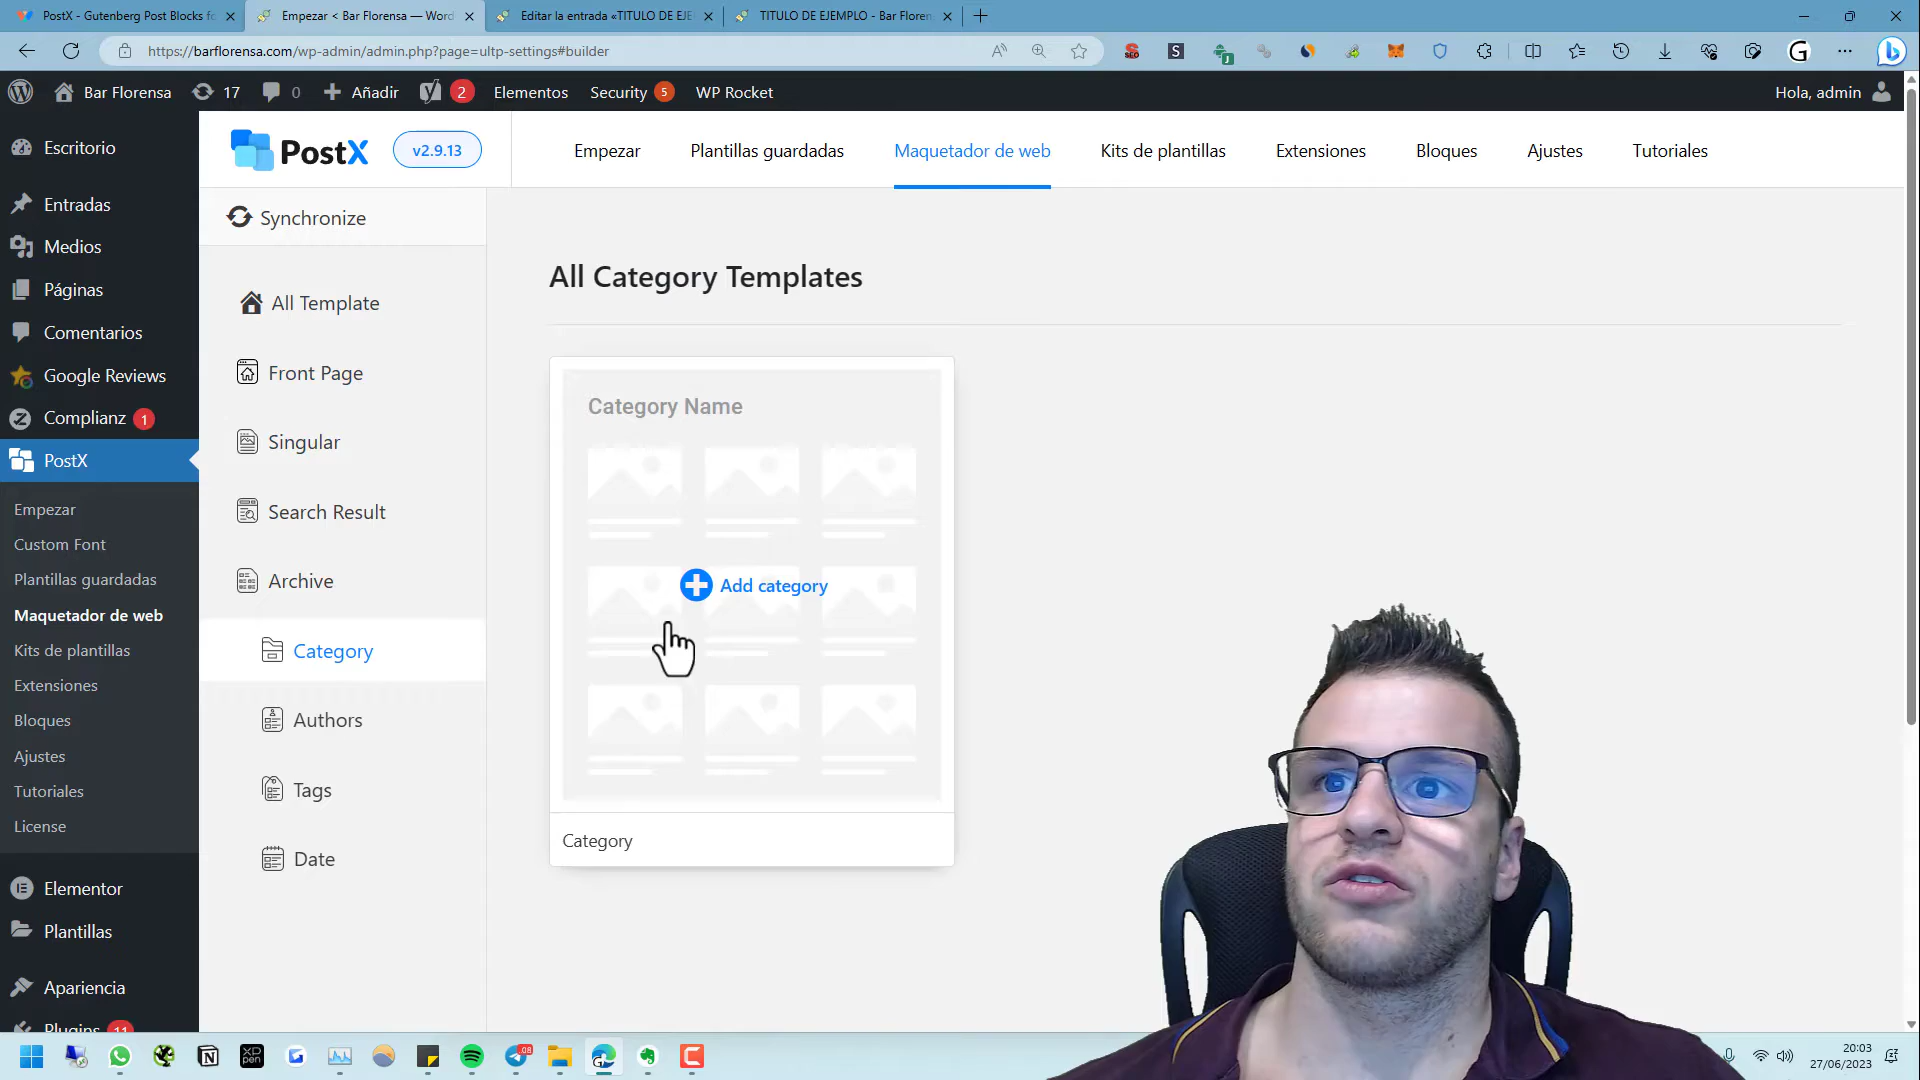 PostX - Gutenberg Post Blocks fo
Empezar < Bar Florensa — Word
Editar la entrada «TITULO DE EJE
TITULO DE EJEMPLO - Bar Floren
https://barflorensa.com/wp-admin/admin.php?page=ultp-settings#builder
Bar Florensa
17
0
Añadir
2
Elementos
Security 5
WP Rocket
Hola, admin
Escritorio
Entradas
Medios
Páginas
Comentarios
Google Reviews
Complianz 1
PostX
Empezar
Custom Font
Plantillas guardadas
Maquetador de web
Kits de plantillas
Extensiones
Bloques
Ajustes
Tutoriales
License
Elementor
Plantillas
Apariencia
Plugins 11
PostX
v2.9.13
Empezar
Plantillas guardadas
Maquetador de web
Kits de plantillas
Extensiones
Bloques
Ajustes
Tutoriales
Synchronize
All Template
Front Page
Singular
Search Result
Archive
Category
Authors
Tags
Date
All Category Templates
Category Name
Add category
Category
20:03
27/06/2023